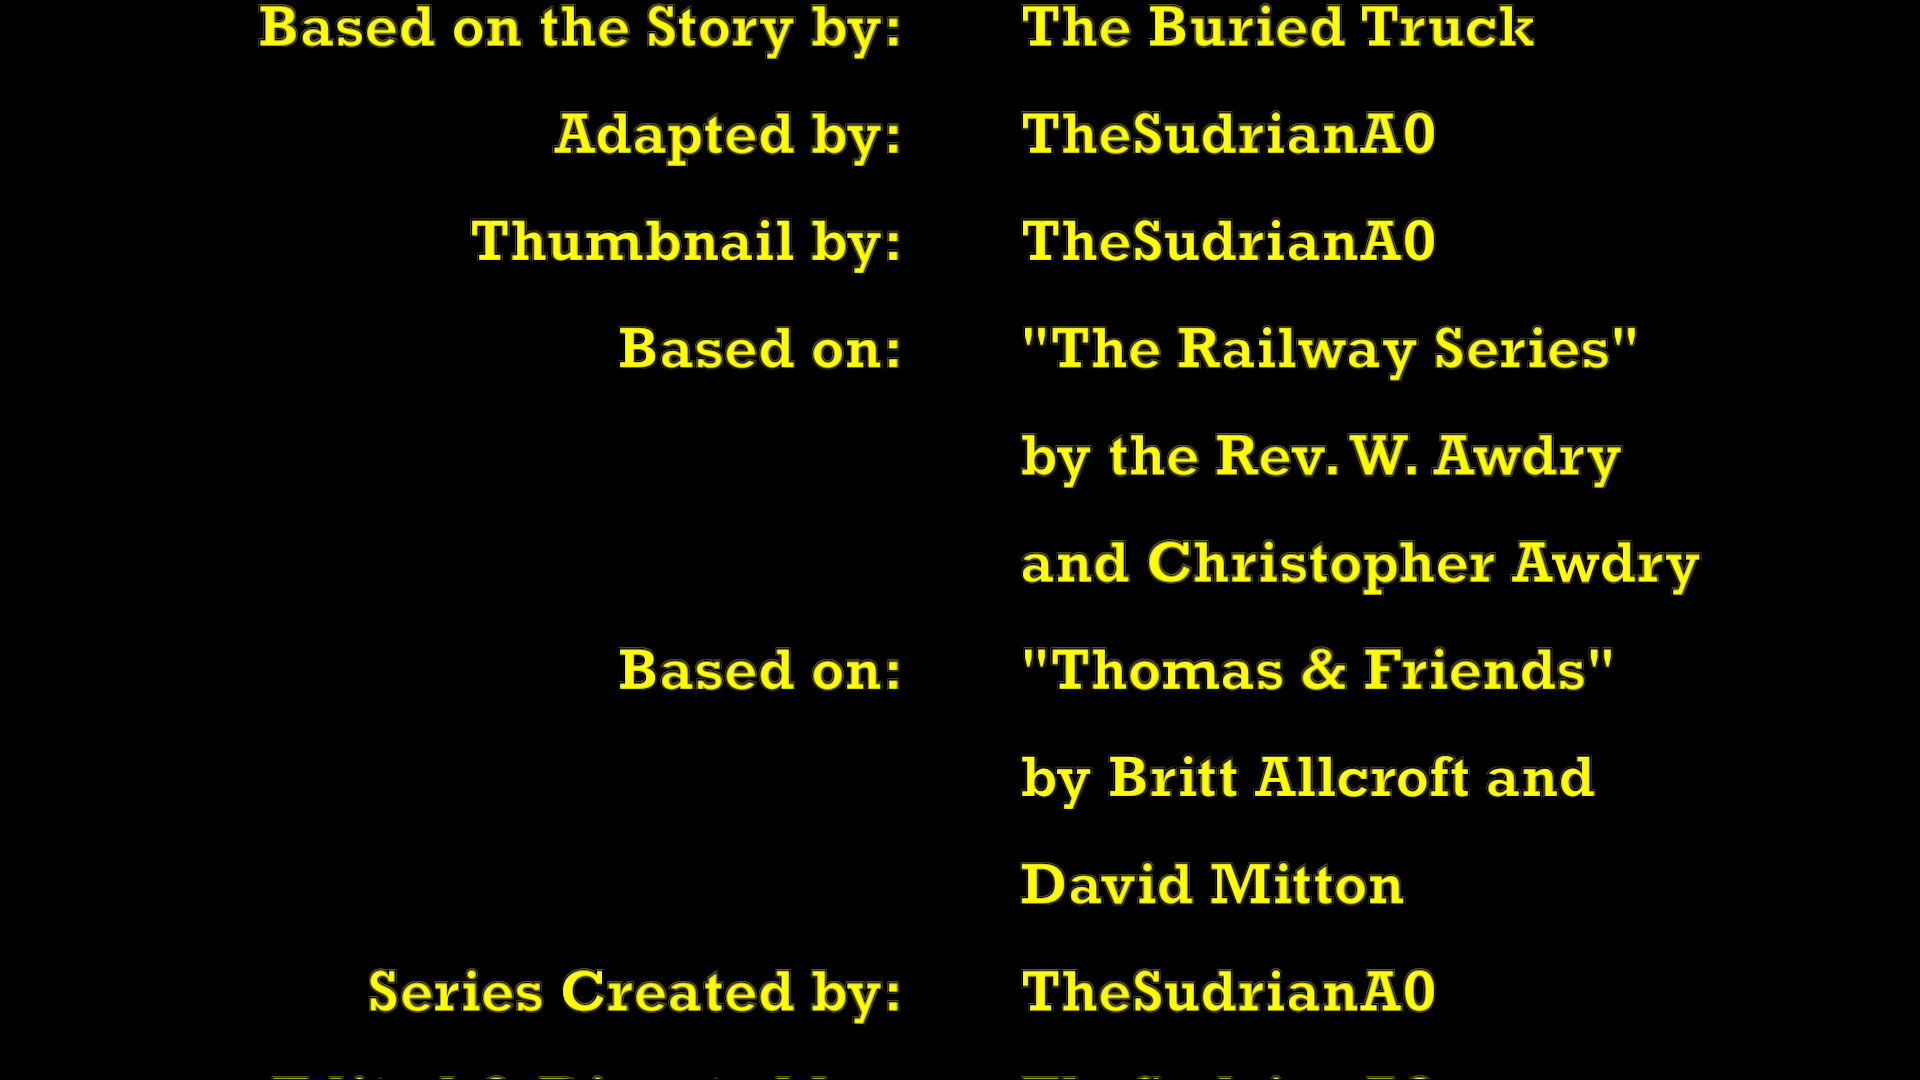 Based on the Story by: The Buried Truck
Adapted by: TheSudrianA0
Thumbnail by: TheSudrianA0
Based on: "The Railway Series"
by the Rev. W. Awdry
and Christopher Awdry
Based on: "Thomas & Friends"
by Britt Allcroft and
David Mitton
Series Created by: TheSudrianA0